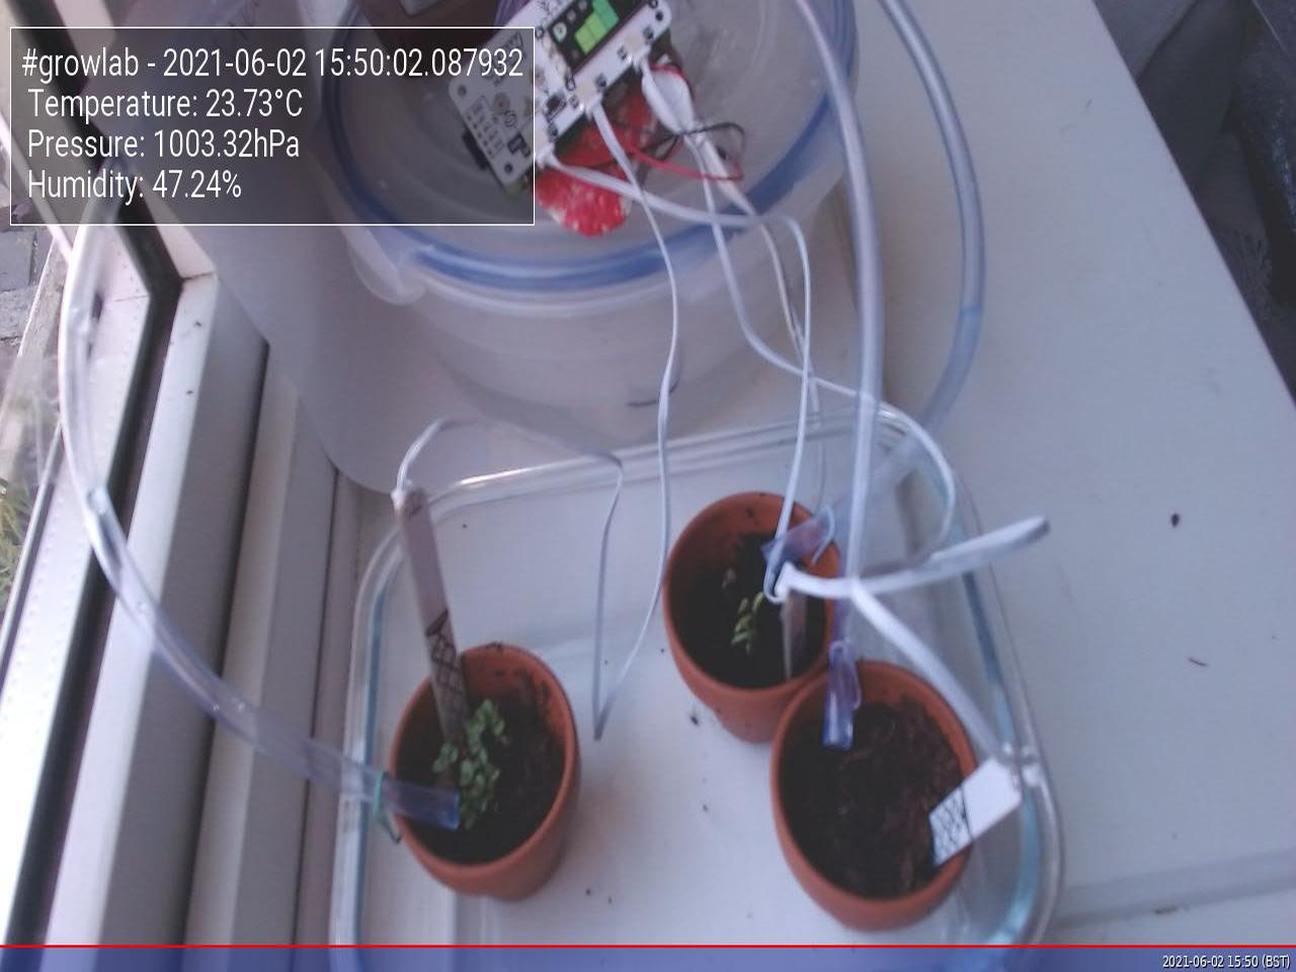 #growlab - 2021-06-02 15:50:02.087932
Temperature: 23.73°C
Pressure: 1003.32hPa
Humidity: 47.24%
2021-06-02 15:50 (BST)